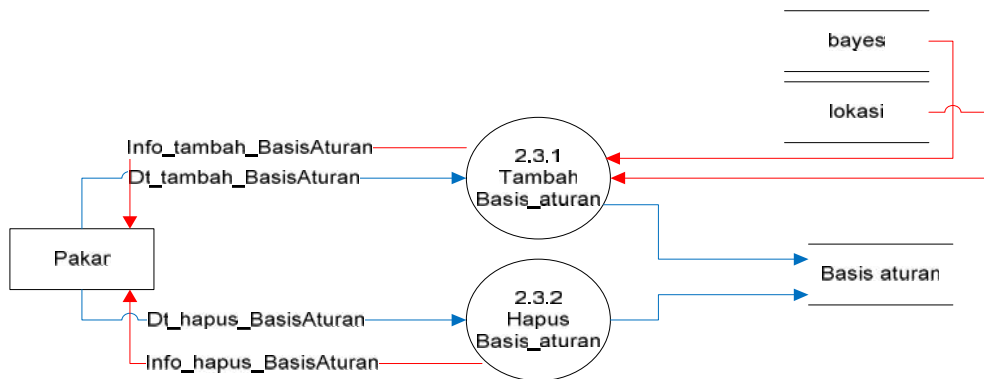 bayes
lokasi
Info_tambah_BasisAturan
Dt_tambah_BasisAturan
2.3.1
Tambah
Basis_aturan
Pakar
Basis aturan
2.3.2
Hapus
Basis_aturan
Dt_hapus_BasisAturan
Info_hapus_BasisAturan